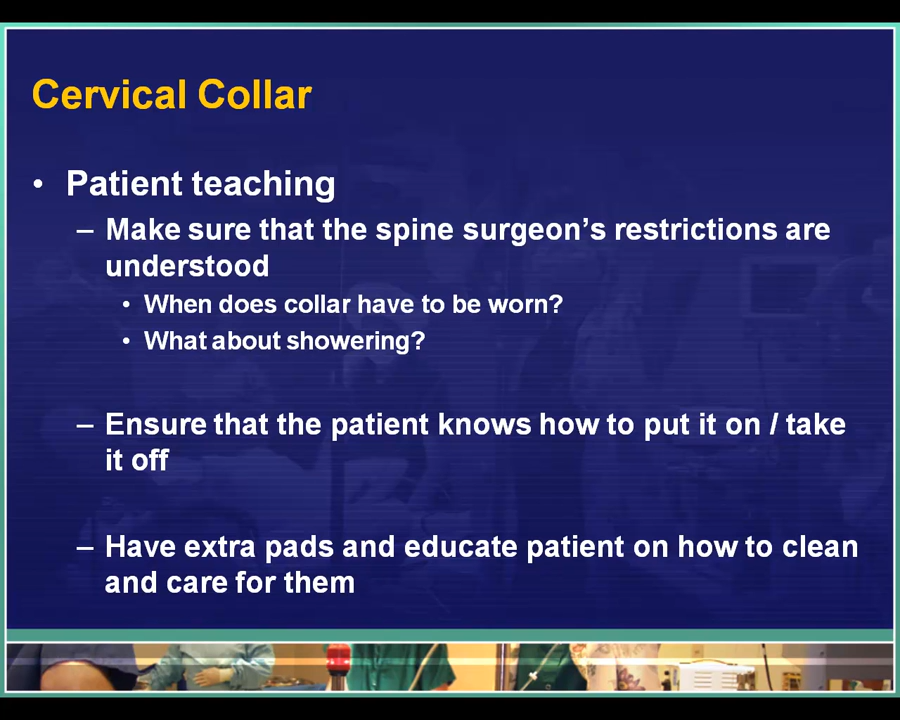 Cervical Collar
• Patient teaching
– Make sure that the spine surgeon’s restrictions are
understood
• When does collar have to be worn?
• What about showering?
– Ensure that the patient knows how to put it on / take
it off
– Have extra pads and educate patient on how to clean
and care for them